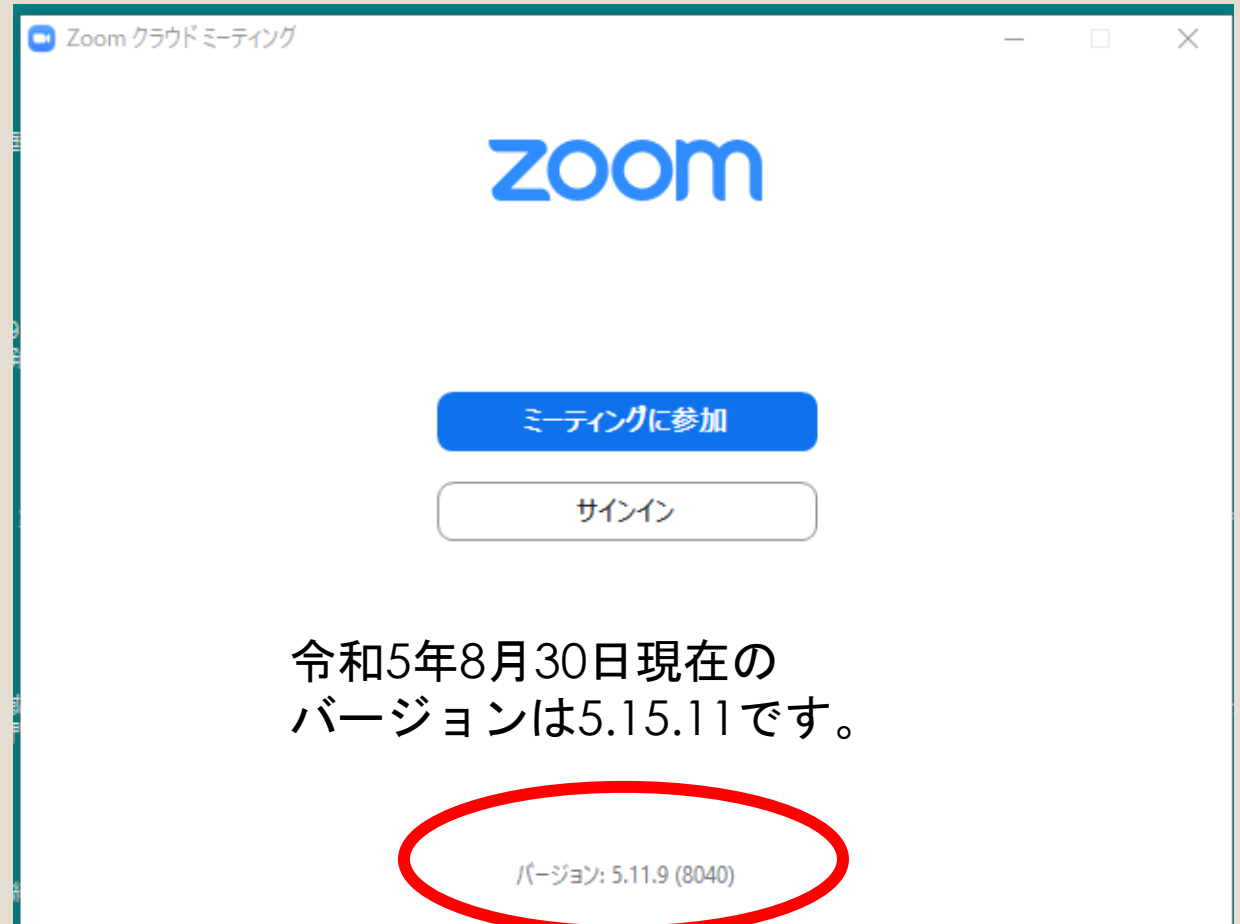 Zoom クラウド ミーティング
zoom
ミーティングに参加
サインイン
令和5年8月30日現在の
バージョンは5.15.11です。
バージョン: 5.11.9 (8040)